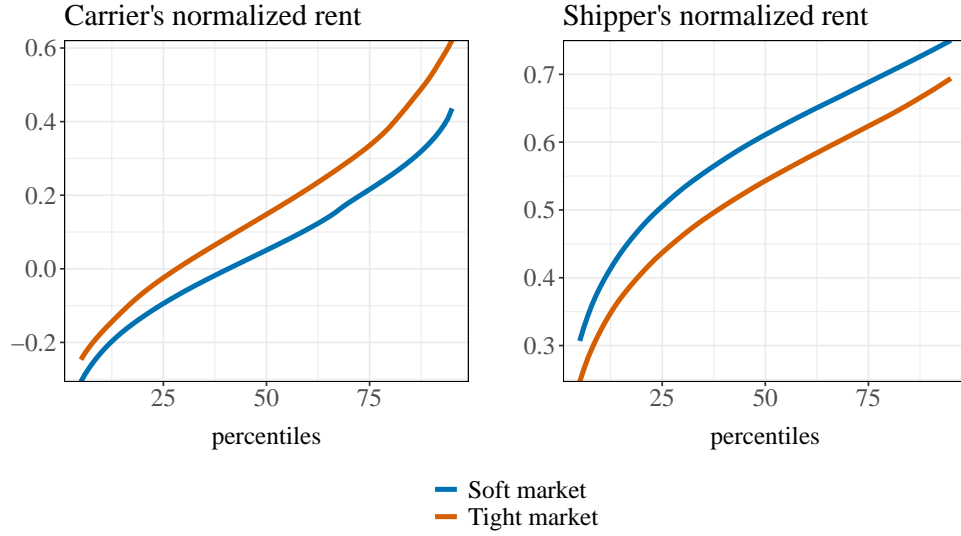 Carrier's normalized rent
0.6
0.4
0.2
0.0
−0.2
25 50 75
percentiles
Shipper's normalized rent
0.7
0.6
0.5
0.4
0.3
25 50 75
percentiles
Soft market
Tight market